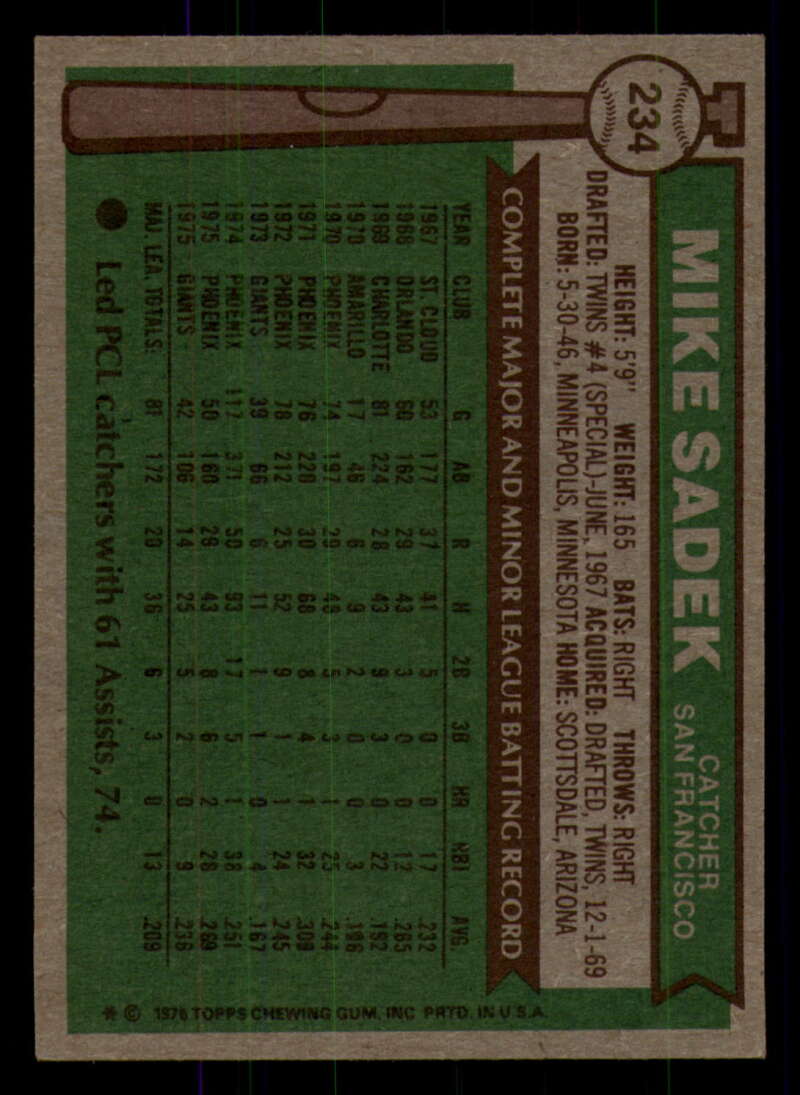 234
MIKE SADEK
CATCHER
SAN FRANCISCO
HEIGHT: 5'9" WEIGHT: 165 BATS: RIGHT THROWS: RIGHT
DRAFTED: TWINS #4 (SPECIAL)-JUNE, 1967 ACQUIRED: DRAFTED, TWINS, 12-1-69
BORN: 5-30-46, MINNEAPOLIS, MINNESOTA HOME: SCOTTSDALE, ARIZONA
COMPLETE MAJOR AND MINOR LEAGUE BATTING RECORD
YEAR CLUB G AB R H 2B 3B HR RBI AVG.
1967 ST. CLOUD 53 177 37 41 5 0 0 17 .232
1968 ORLANDO 60 162 29 43 3 0 0 12 .265
1969 CHARLOTTE 81 224 28 43 9 3 0 22 .192
1970 AMARILLO 17 46 6 9 2 0 0 3 .196
1970 PHOENIX 74 197 29 48 5 3 1 25 .244
1971 PHOENIX 76 220 30 68 8 4 1 32 .309
1972 PHOENIX 78 212 25 52 9 1 1 24 .245
1973 GIANTS 39 66 6 11 1 1 0 4 .167
1974 PHOENIX 117 371 50 93 17 5 1 38 .251
1975 PHOENIX 50 160 28 43 8 6 2 28 .269
1975 GIANTS 42 106 14 25 5 2 0 9 .236
MAJ. LEA. TOTALS: 81 172 20 36 6 3 0 13 .209
Led PCL catchers with 61 Assists, 74.
* © 1976 TOPPS CHEWING GUM, INC. PRTD. IN U.S.A.